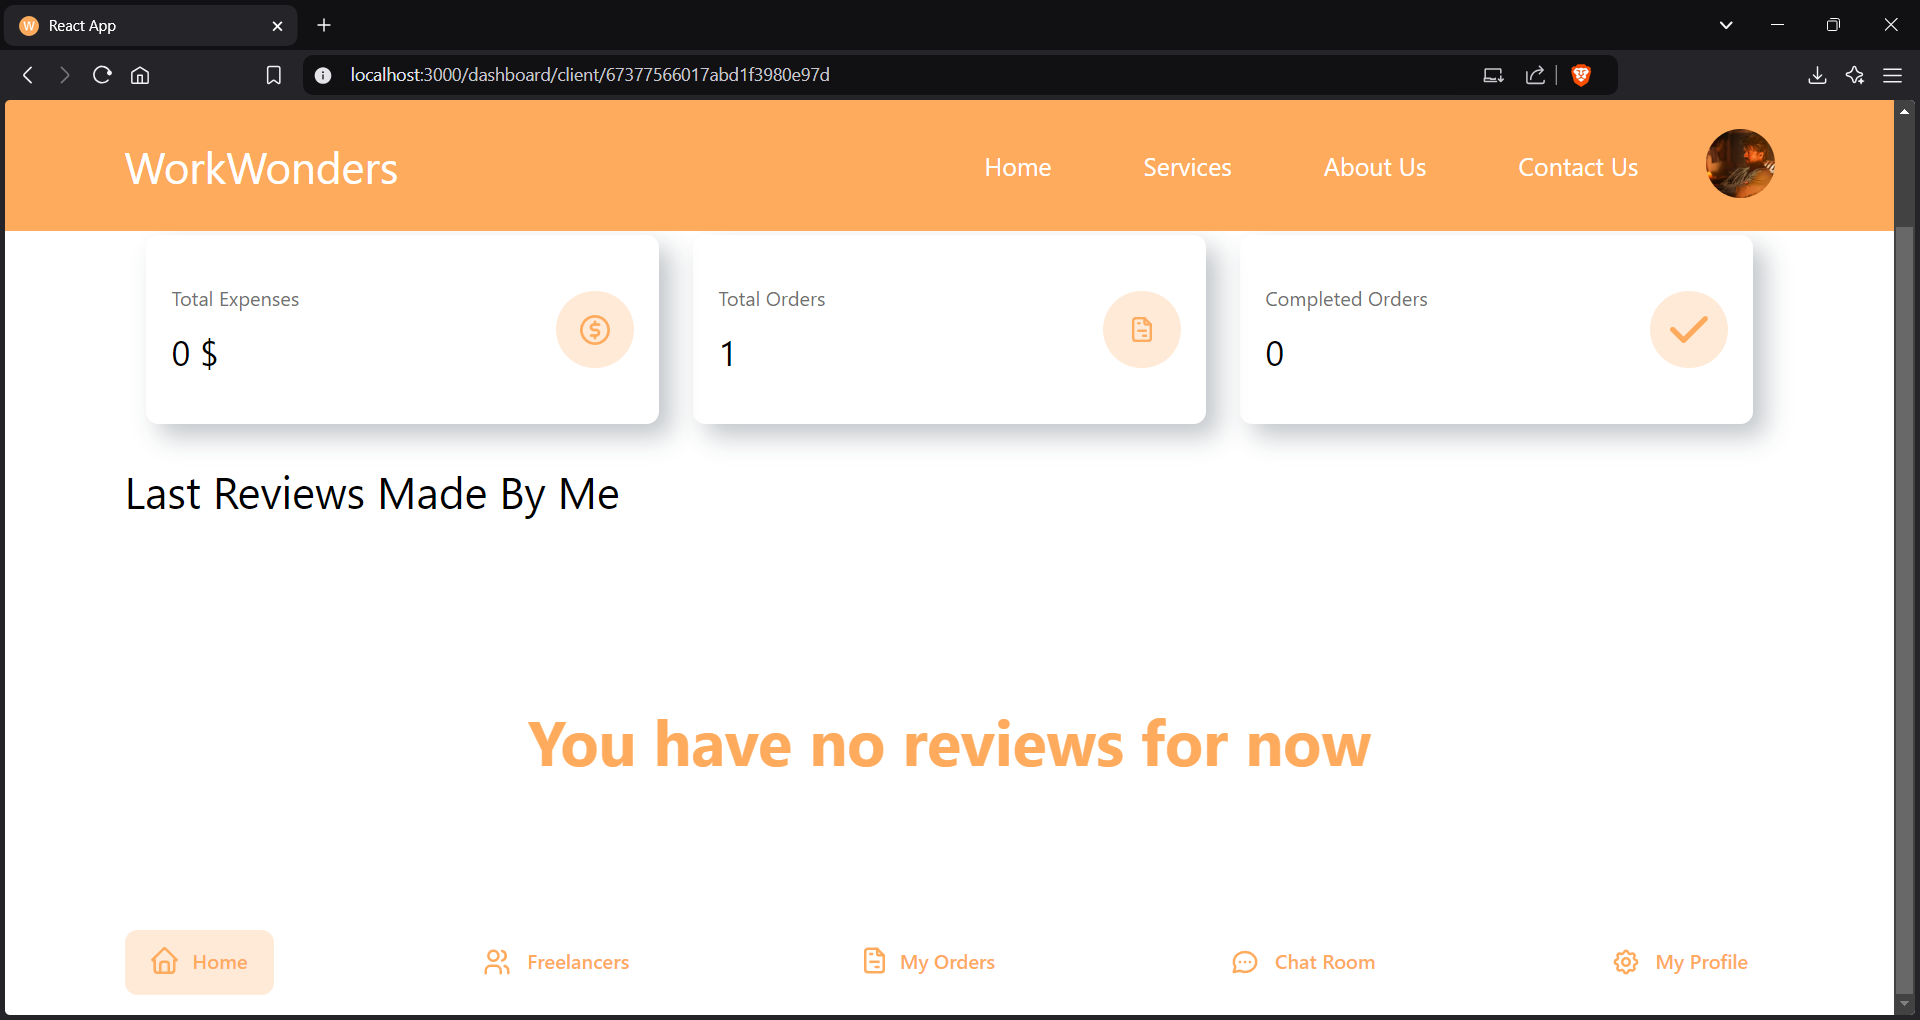 React App
localhost:3000/dashboard/client/67377566017abd1f3980e97d
WorkWonders
Home Services About Us Contact Us
Total Expenses
0 $
Total Orders
1
Completed Orders
0
Last Reviews Made By Me
You have no reviews for now
Home Freelancers My Orders Chat Room My Profile